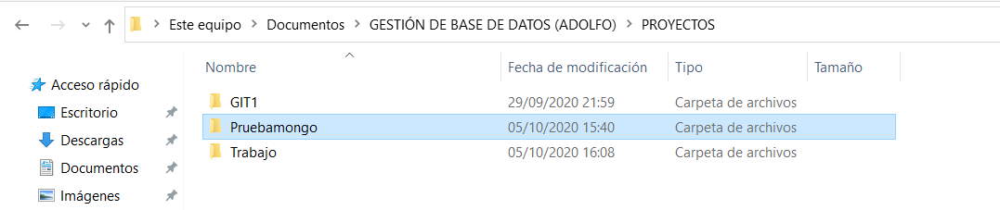 Este equipo > Documentos > GESTIÓN DE BASE DE DATOS (ADOLFO) > PROYECTOS
Nombre Fecha de modificación Tipo Tamaño
Acceso rápido
Escritorio
Descargas
Documentos
Imágenes
GIT1 29/09/2020 21:59 Carpeta de archivos
Pruebamongo 05/10/2020 15:40 Carpeta de archivos
Trabajo 05/10/2020 16:08 Carpeta de archivos